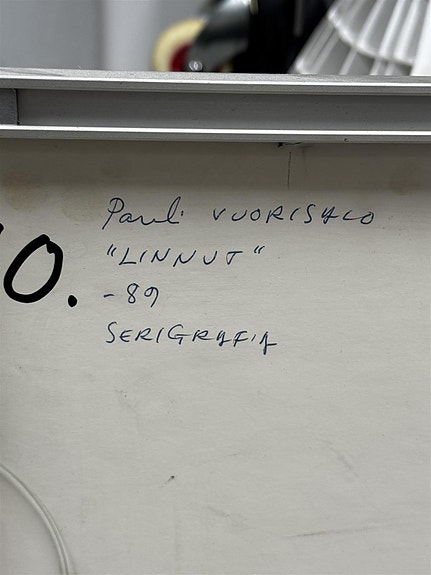 Pauli VUORISALO
"LINNUT"
0.
-89
SERIGRAFIA